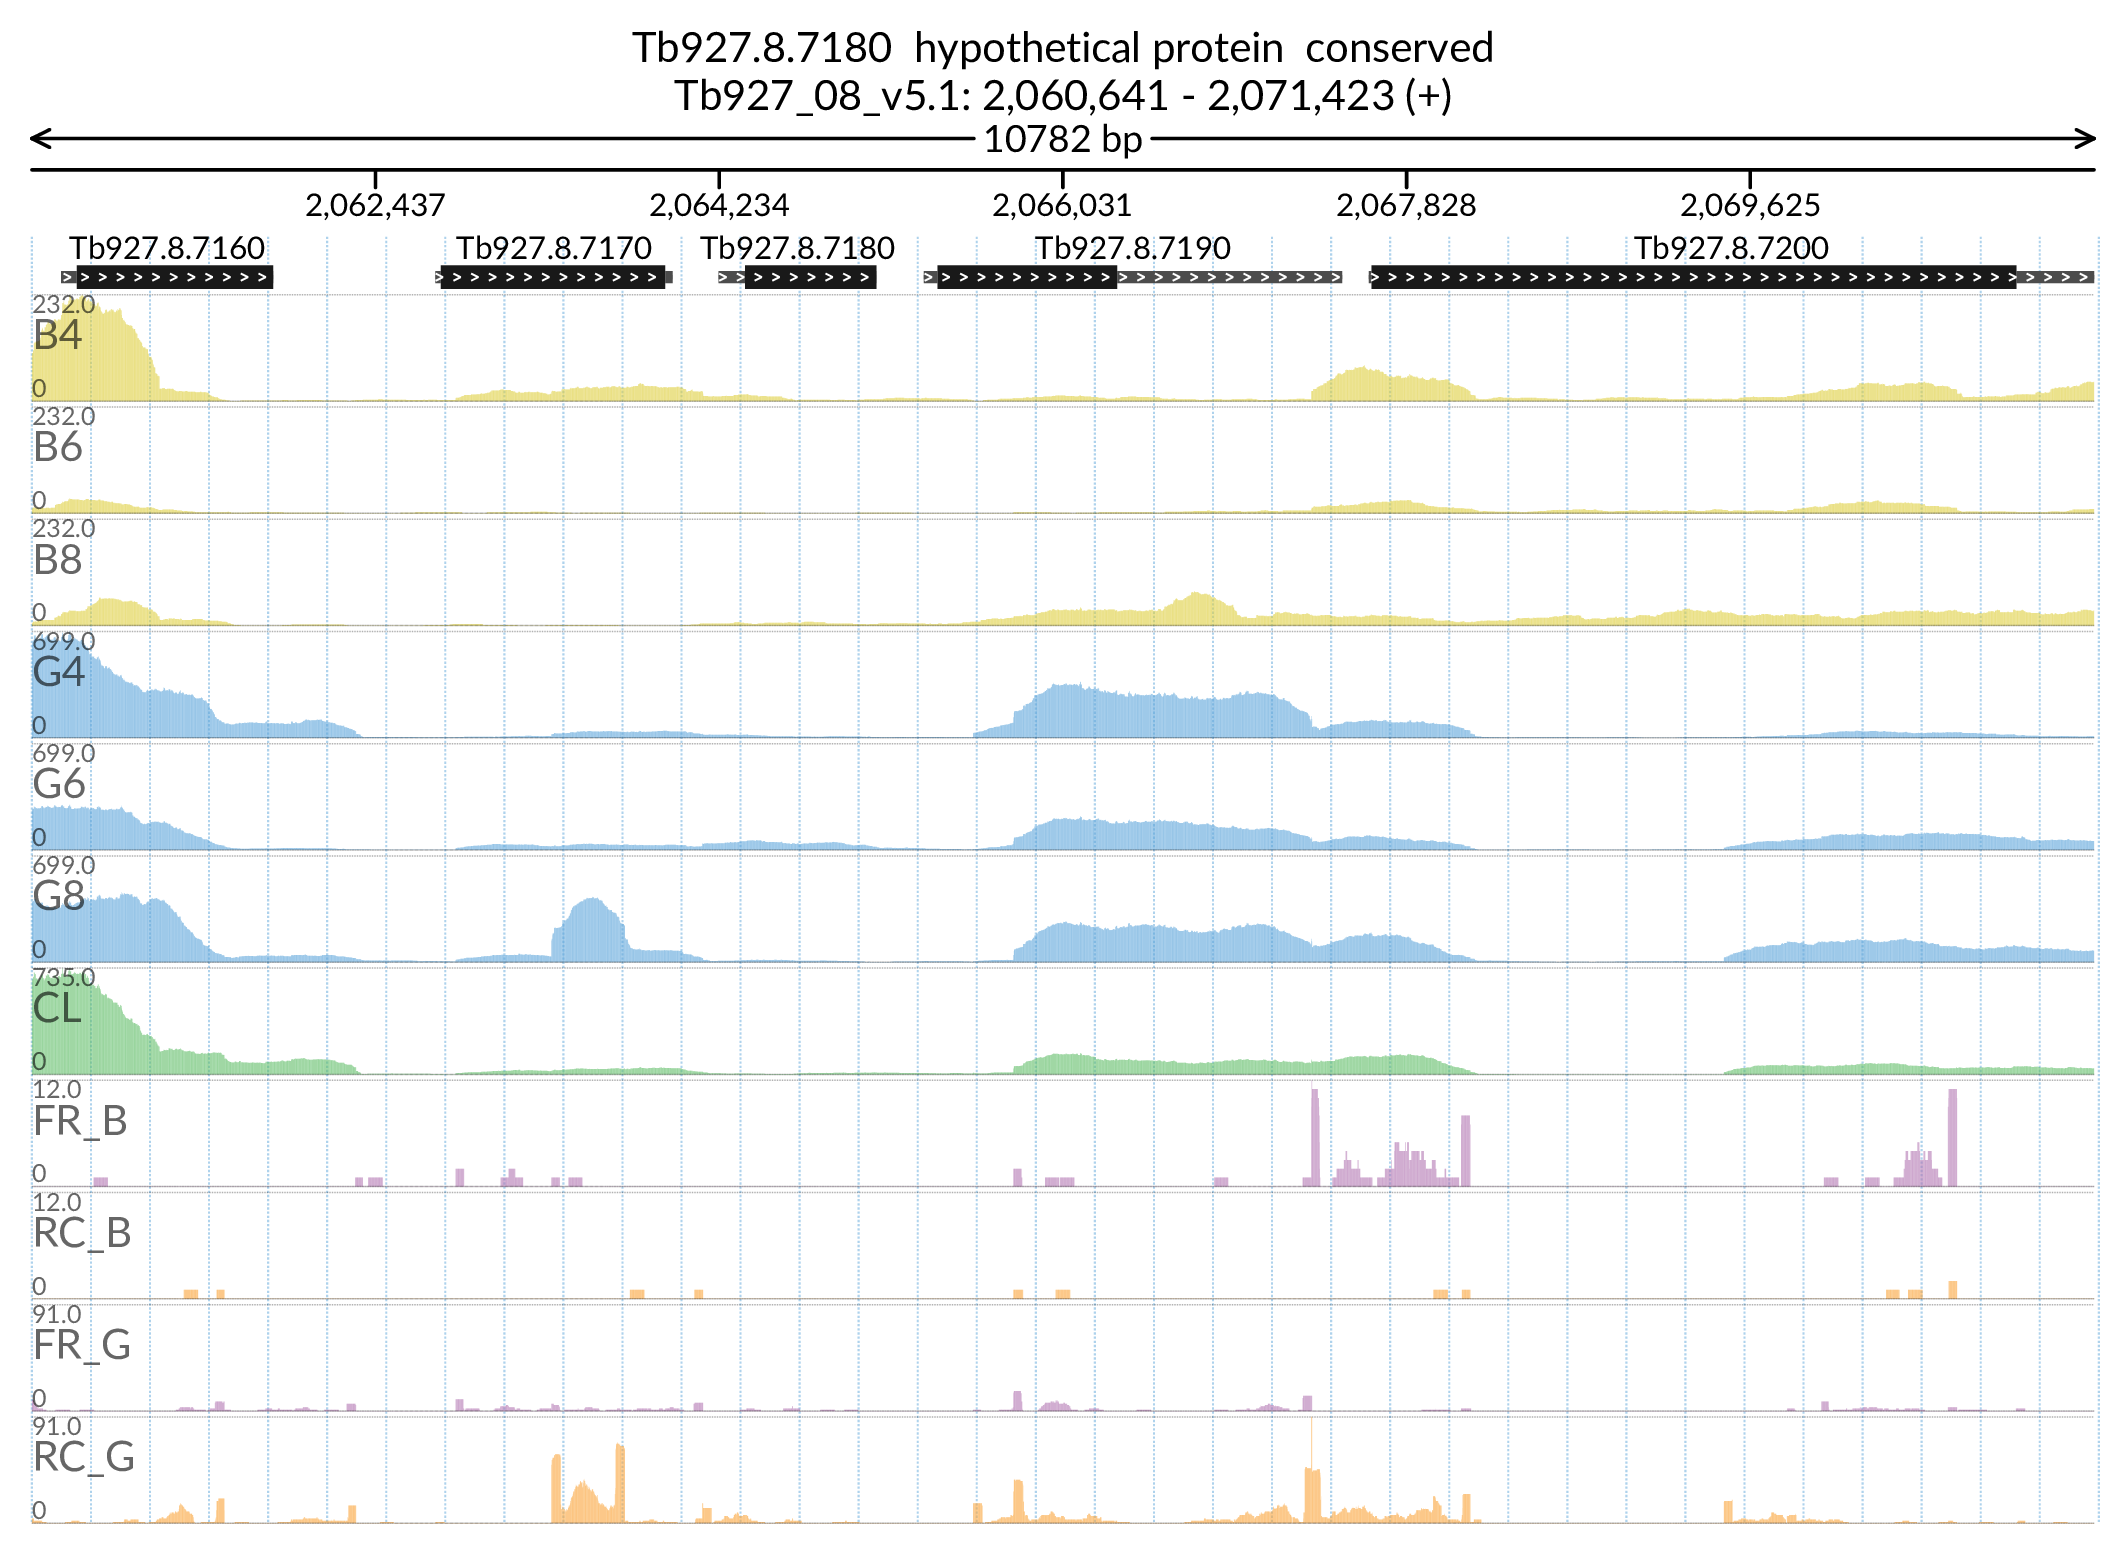 Tb927.8.7180  hypothetical protein  conserved
Tb927_08_v5.1: 2,060,641 - 2,071,423 (+)
10782 bp
2,062,437 2,064,234 2,066,031 2,067,828 2,069,625
Tb927.8.7160 Tb927.8.7170 Tb927.8.7180 Tb927.8.7190 Tb927.8.7200
232.0
B4
0
232.0
B6
0
232.0
B8
0
699.0
G4
0
699.0
G6
0
699.0
G8
0
735.0
CL
0
12.0
FR_B
0
12.0
RC_B
0
91.0
FR_G
0
91.0
RC_G
0